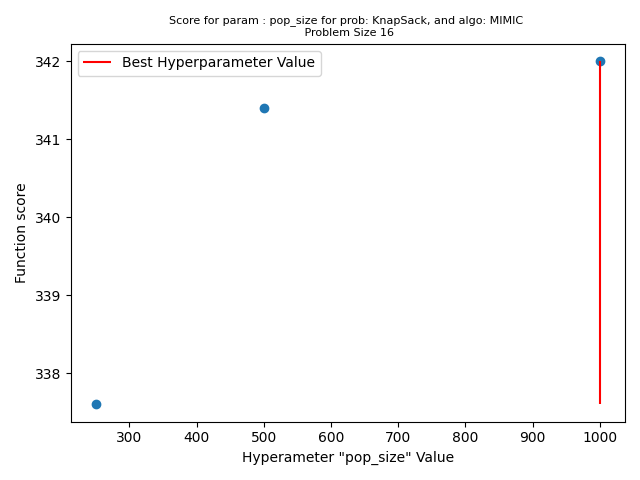 Score for param : pop_size for prob: KnapSack, and algo: MIMIC
Problem Size 16
Best Hyperparameter Value
342
341
340
339
338
Function score
300 400 500 600 700 800 900 1000
Hyperameter "pop_size" Value